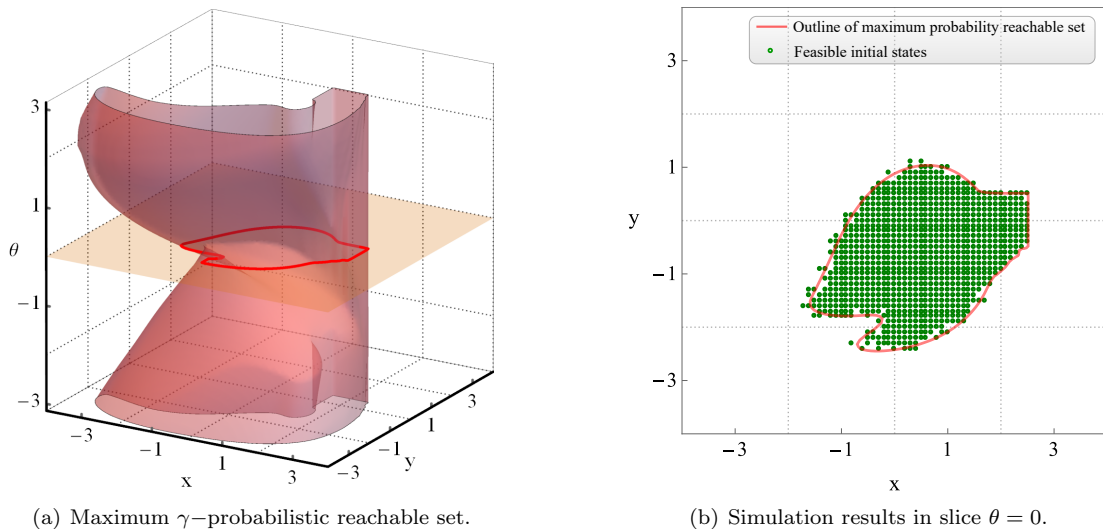 3
1
θ
−1
−3
−3
−1
1
3
x
−3
−1
1
3
y
(a) Maximum γ−probabilistic reachable set.
Outline of maximum probability reachable set
Feasible initial states
3
1
y
−1
−3
−3
−1
1
3
x
(b) Simulation results in slice θ = 0.